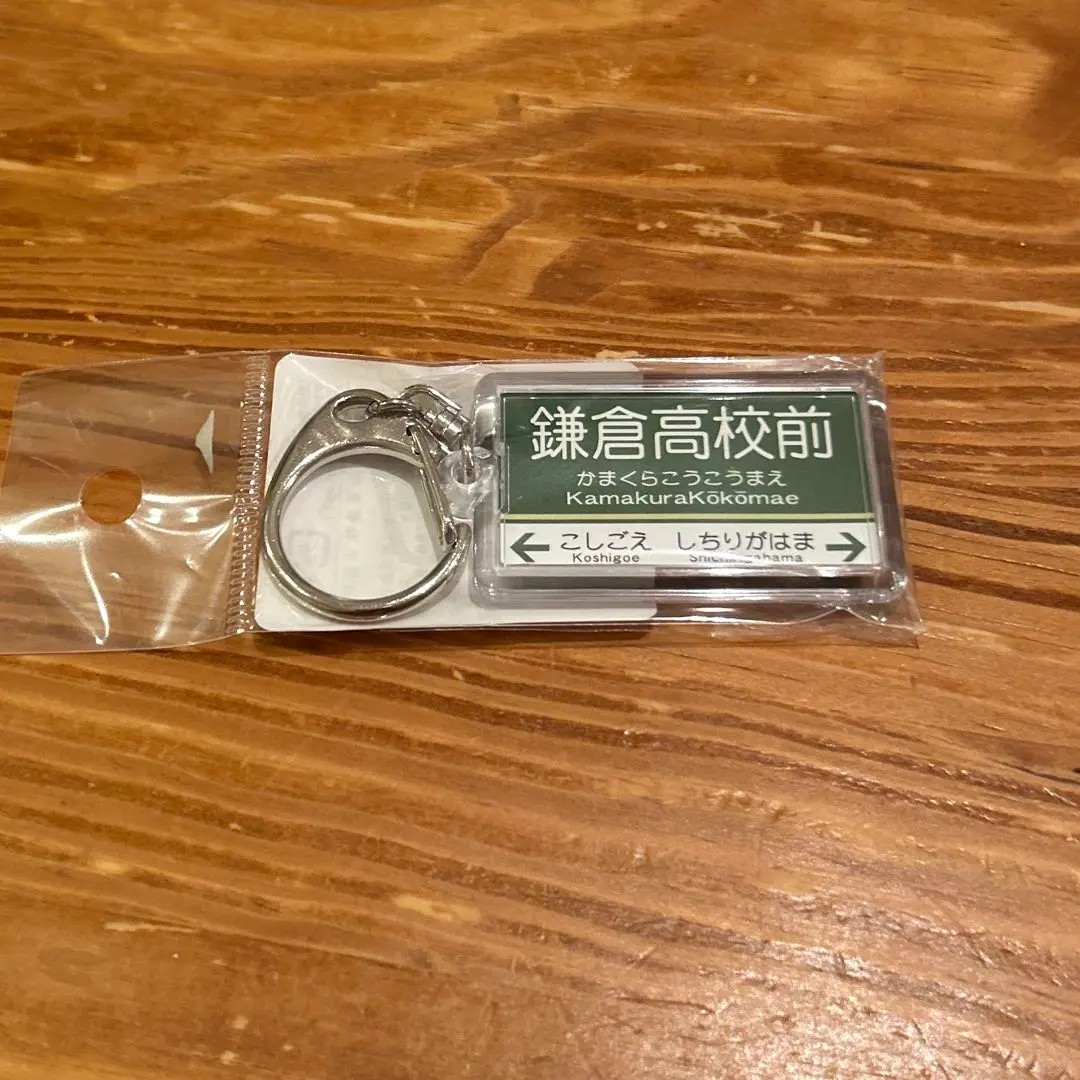 鎌倉高校前
かまくらこうこうまえ
KamakuraKōkōmae
← こしごえ しちりがはま →
Koshigoe